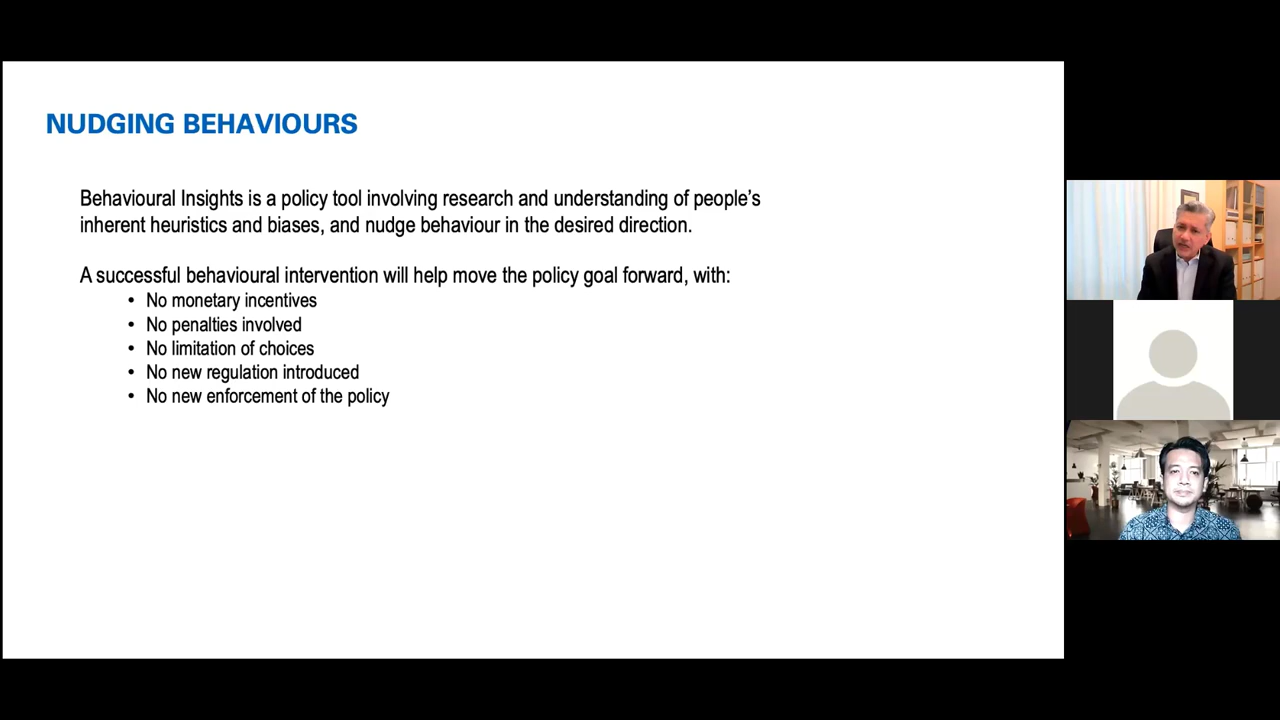 NUDGING BEHAVIOURS
Behavioural Insights is a policy tool involving research and understanding of people’s
inherent heuristics and biases, and nudge behaviour in the desired direction.
A successful behavioural intervention will help move the policy goal forward, with:
• No monetary incentives
• No penalties involved
• No limitation of choices
• No new regulation introduced
• No new enforcement of the policy